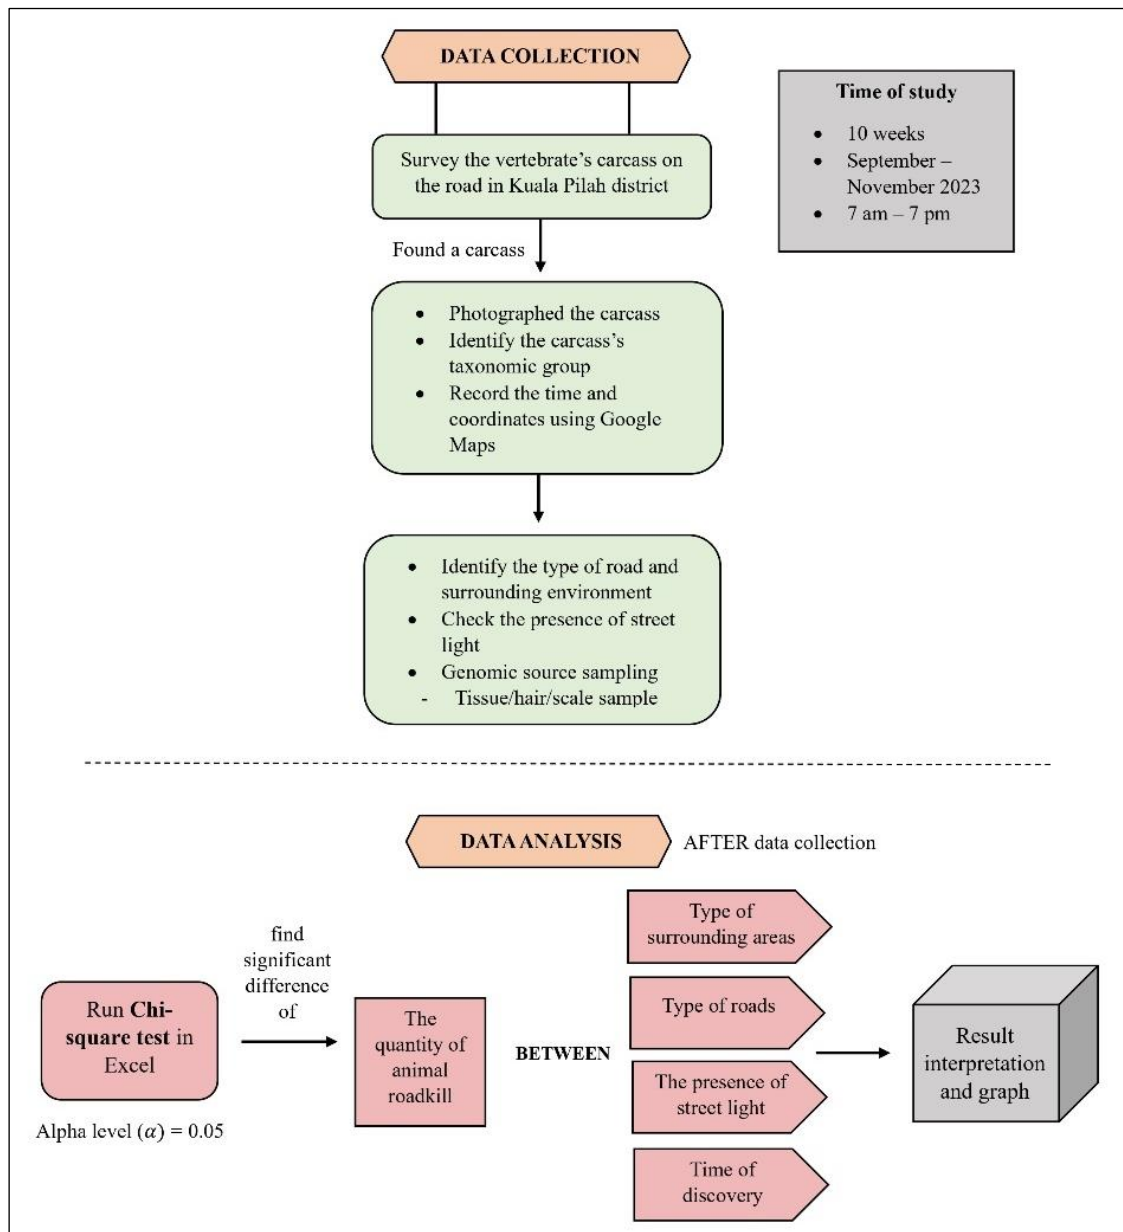 DATA COLLECTION
Time of study
• 10 weeks
• September –
November 2023
• 7 am – 7 pm
Survey the vertebrate’s carcass on
the road in Kuala Pilah district
Found a carcass
• Photographed the carcass
• Identify the carcass’s
taxonomic group
• Record the time and
coordinates using Google
Maps
• Identify the type of road and
surrounding environment
• Check the presence of street
light
• Genomic source sampling
- Tissue/hair/scale sample
DATA ANALYSIS
AFTER data collection
Run Chi-
square test in
Excel
Alpha level (α) = 0.05
find
significant
difference
of
The
quantity of
animal
roadkill
BETWEEN
Type of
surrounding areas
Type of roads
The presence of
street light
Time of
discovery
Result
interpretation
and graph